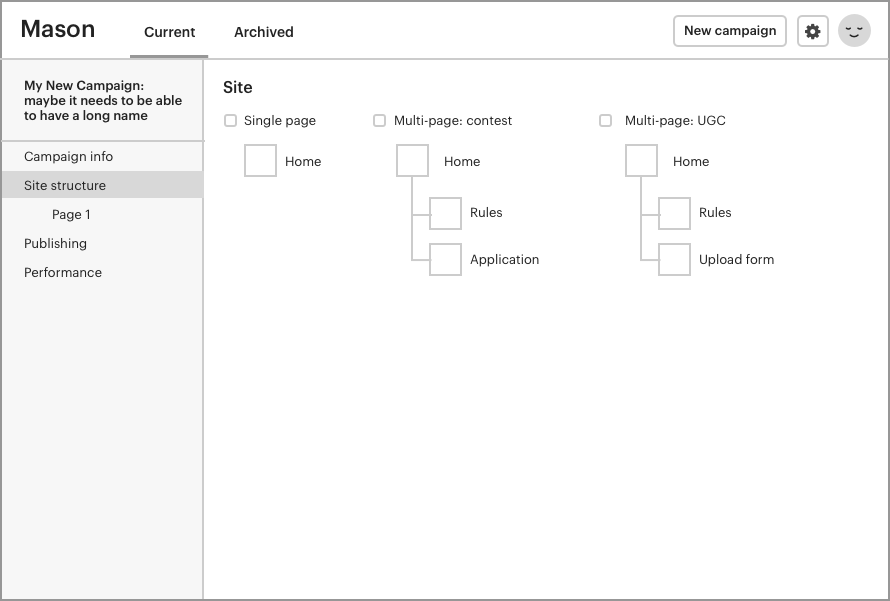 Mason
Current
Archived
New campaign
My New Campaign:
maybe it needs to be able
to have a long name
Campaign info
Site structure
Page 1
Publishing
Performance
Site
Single page
Home
Multi-page: contest
Home
Rules
Application
Multi-page: UGC
Home
Rules
Upload form